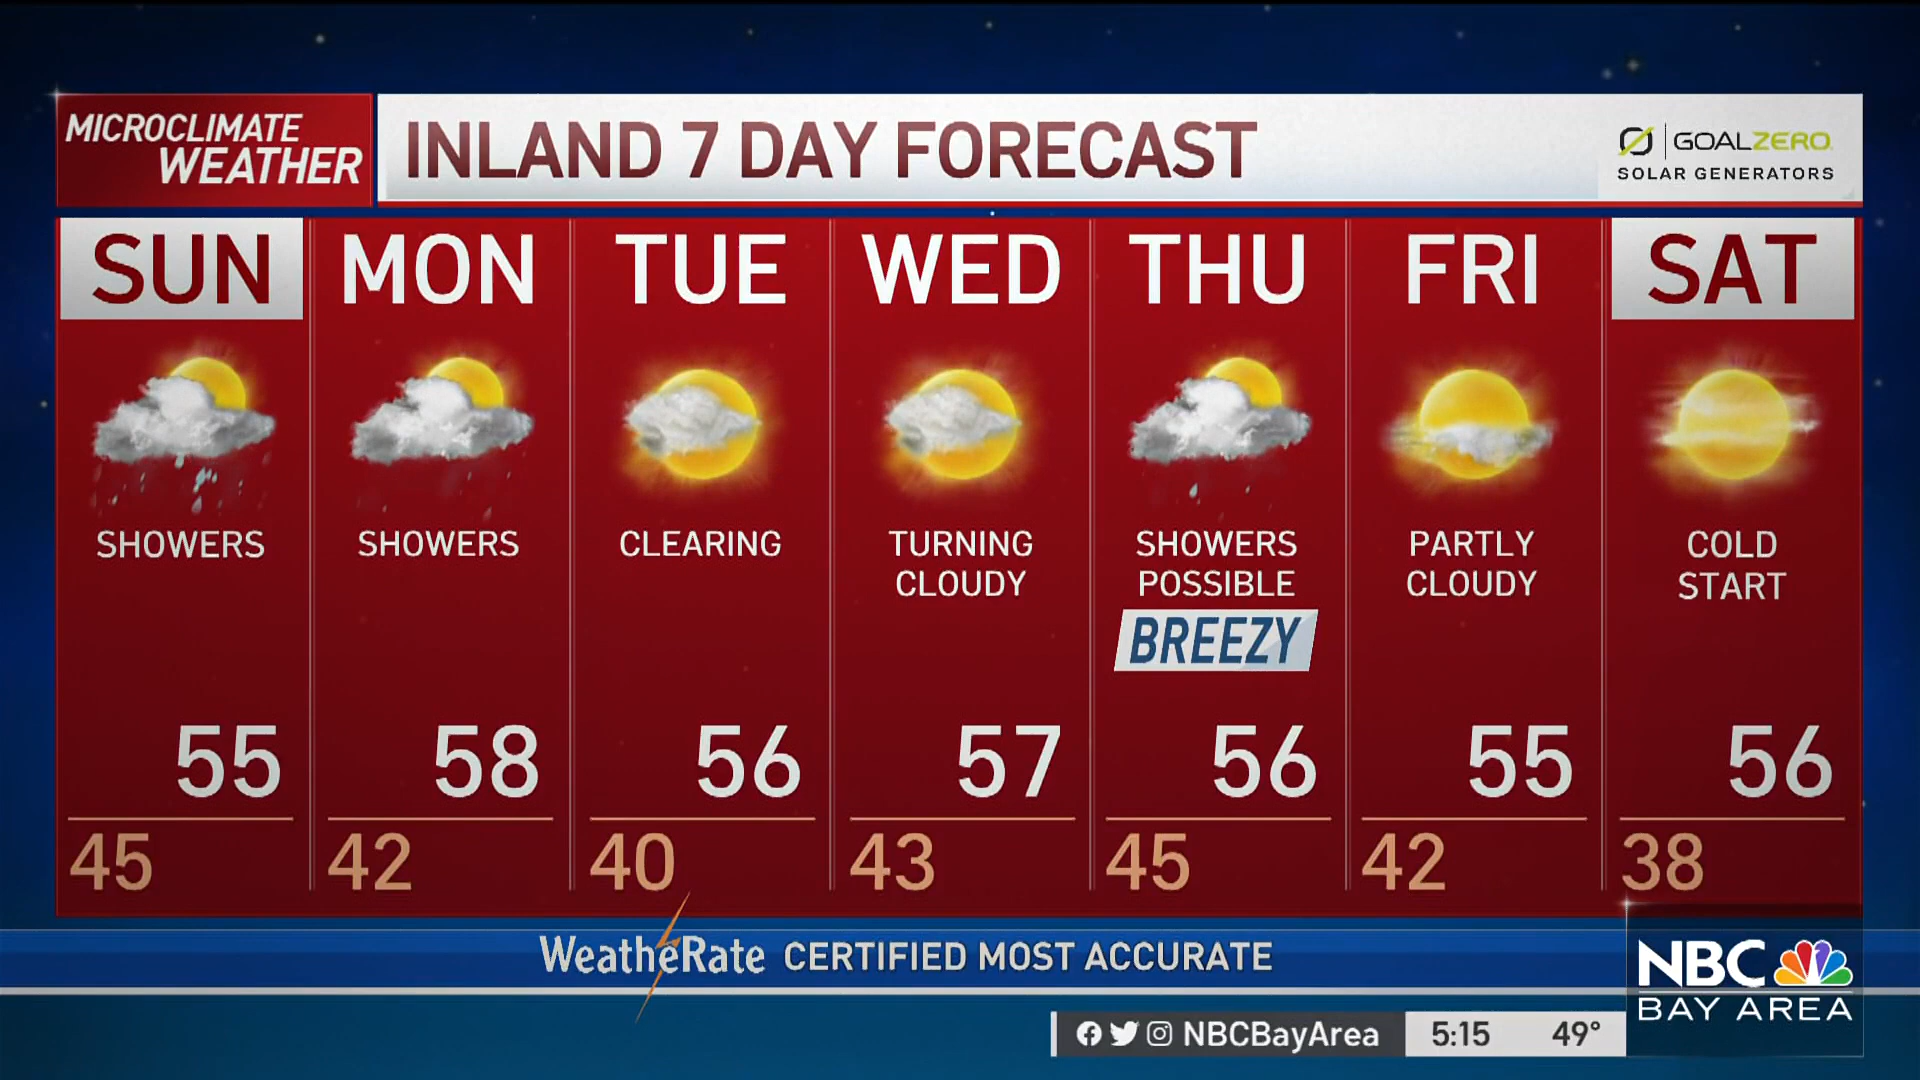 MICROCLIMATE
WEATHER
INLAND 7 DAY FORECAST
GOALZERO
SOLAR GENERATORS
SUN MON TUE WED THU FRI SAT
SHOWERS
SHOWERS
CLEARING
TURNING
CLOUDY
SHOWERS
POSSIBLE
BREEZY
PARTLY
CLOUDY
COLD
START
55 58 56 57 56 55 56
45 42 40 43 45 42 38
WeatheRate CERTIFIED MOST ACCURATE
NBC
BAY AREA
NBCBayArea 5:15 49°